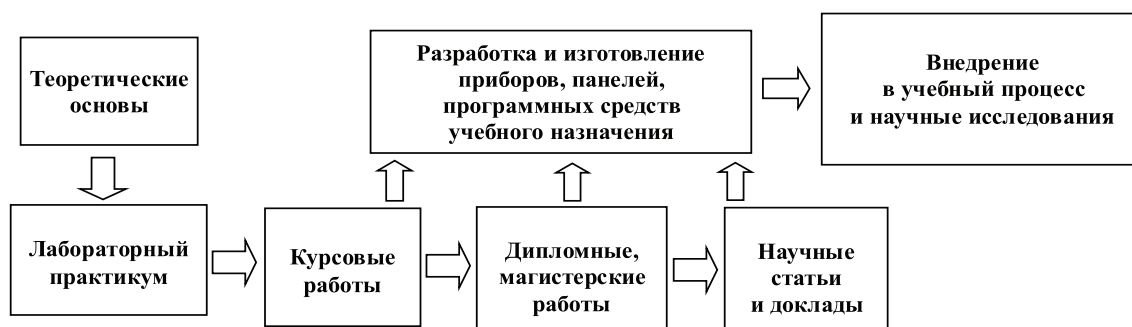 Теоретические
основы
Разработка и изготовление
приборов, панелей,
программных средств
учебного назначения
Внедрение
в учебный процесс
и научные исследования
Лабораторный
практикум
Курсовые
работы
Дипломные,
магистерские
работы
Научные
статьи
и доклады